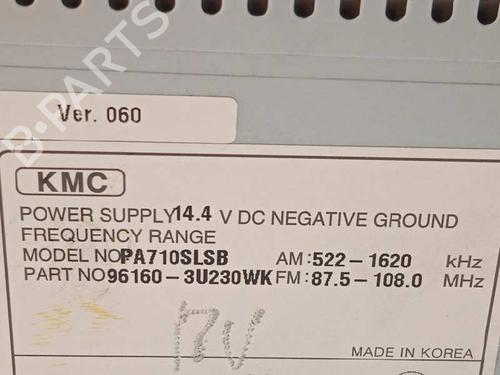 B-PARTS
Ver. 060
KMC
POWER SUPPLY 14.4 V DC NEGATIVE GROUND
FREQUENCY RANGE
MODEL NO PA710SLSB AM: 522-1620 kHz
PART NO 96160-3U230WK FM: 87.5-108.0 MHz
17V
MADE IN KOREA